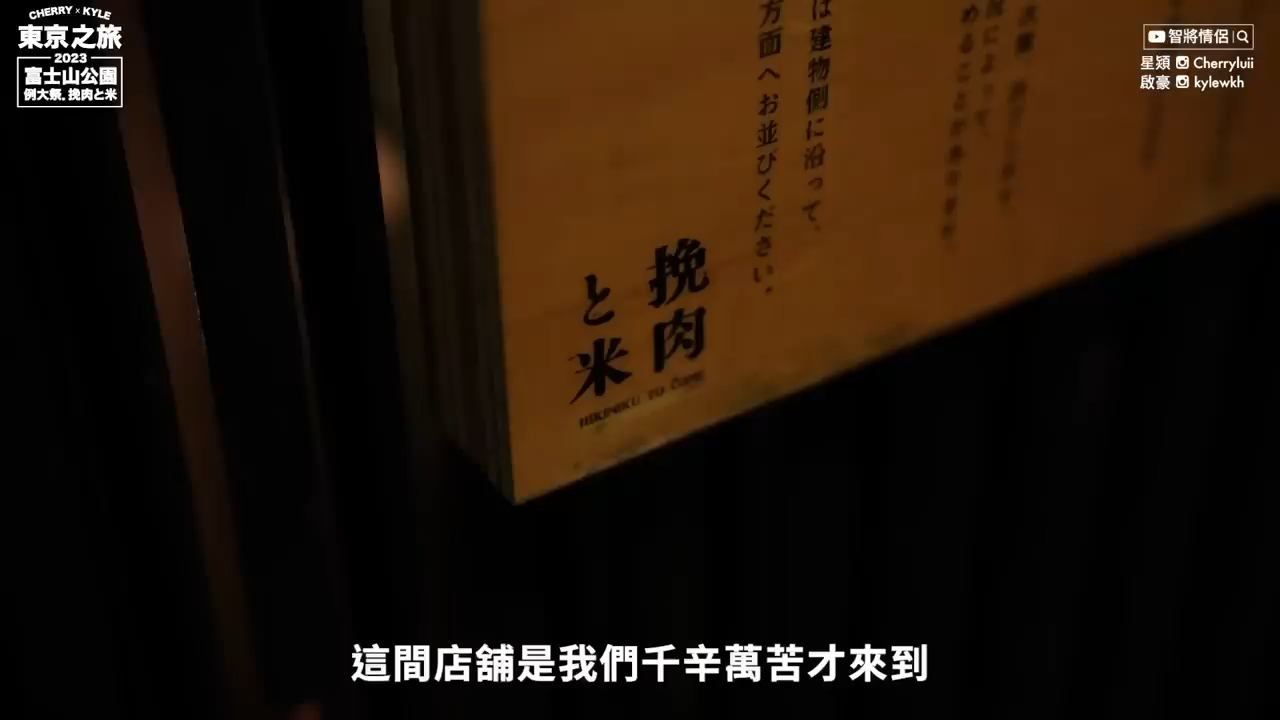 CHERRY × KYLE
東京之旅
2023
富士山公園
例大祭。挽肉と米
智將情侶
星潁 Cherryluii
啟豪 kylewkh
は建物側に沿って、
方面へお並びください。
挽肉
と米
HIKINIKU TO COME
這間店舖是我們千辛萬苦才來到